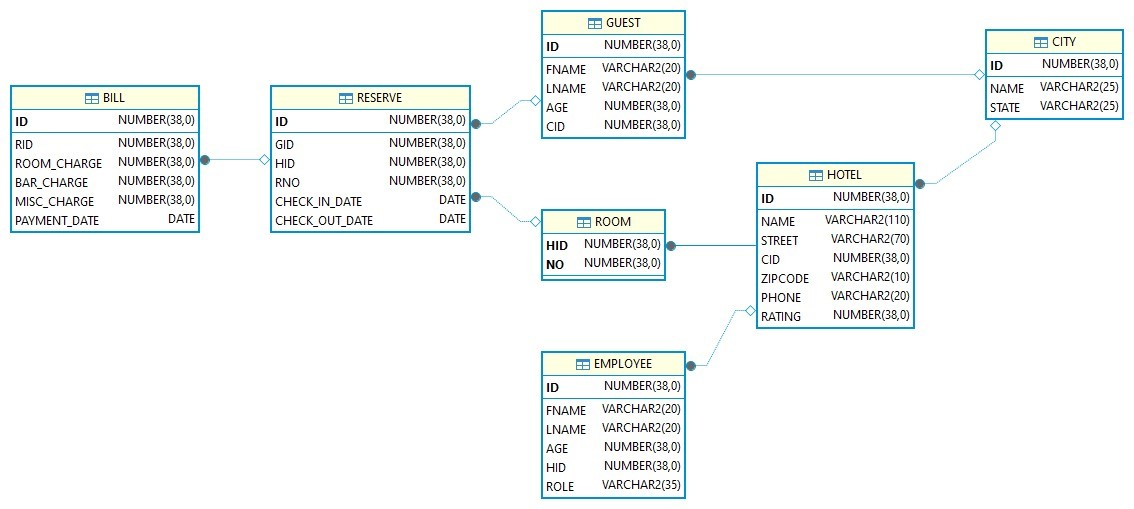 BILL
ID NUMBER(38,0)
RID NUMBER(38,0)
ROOM_CHARGE NUMBER(38,0)
BAR_CHARGE NUMBER(38,0)
MISC_CHARGE NUMBER(38,0)
PAYMENT_DATE DATE
RESERVE
ID NUMBER(38,0)
GID NUMBER(38,0)
HID NUMBER(38,0)
RNO NUMBER(38,0)
CHECK_IN_DATE DATE
CHECK_OUT_DATE DATE
GUEST
ID NUMBER(38,0)
FNAME VARCHAR2(20)
LNAME VARCHAR2(20)
AGE NUMBER(38,0)
CID NUMBER(38,0)
ROOM
HID NUMBER(38,0)
NO NUMBER(38,0)
EMPLOYEE
ID NUMBER(38,0)
FNAME VARCHAR2(20)
LNAME VARCHAR2(20)
AGE NUMBER(38,0)
HID NUMBER(38,0)
ROLE VARCHAR2(35)
HOTEL
ID NUMBER(38,0)
NAME VARCHAR2(110)
STREET VARCHAR2(70)
CID NUMBER(38,0)
ZIPCODE VARCHAR2(10)
PHONE VARCHAR2(20)
RATING NUMBER(38,0)
CITY
ID NUMBER(38,0)
NAME VARCHAR2(25)
STATE VARCHAR2(25)